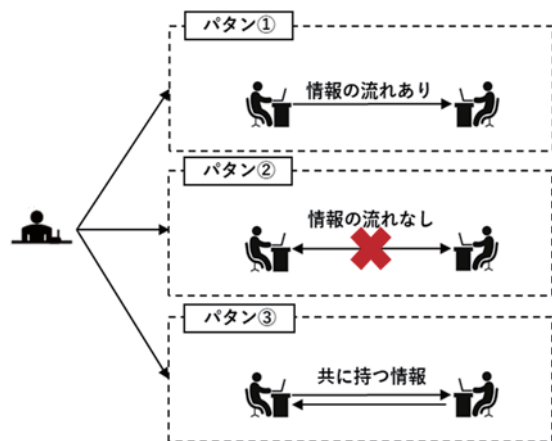 パタン①
情報の流れあり
パタン②
情報の流れなし
パタン③
共に持つ情報